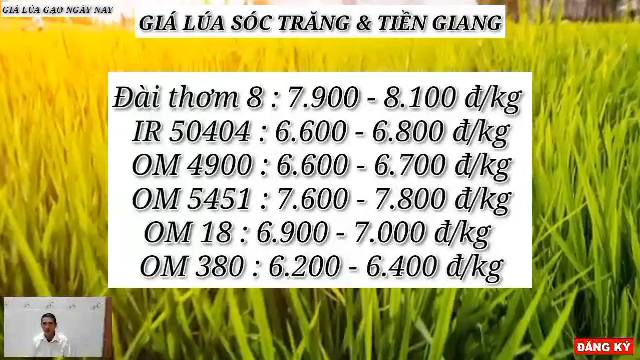 GIÁ LÚA GẠO NGÀY NAY
GIÁ LÚA SÓC TRĂNG & TIỀN GIANG
Đài thơm 8 : 7.900 - 8.100 đ/kg
IR 50404 : 6.600 - 6.800 đ/kg
OM 4900 : 6.600 - 6.700 đ/kg
OM 5451 : 7.600 - 7.800 đ/kg
OM 18 : 6.900 - 7.000 đ/kg
OM 380 : 6.200 - 6.400 đ/kg
ĐĂNG KÝ